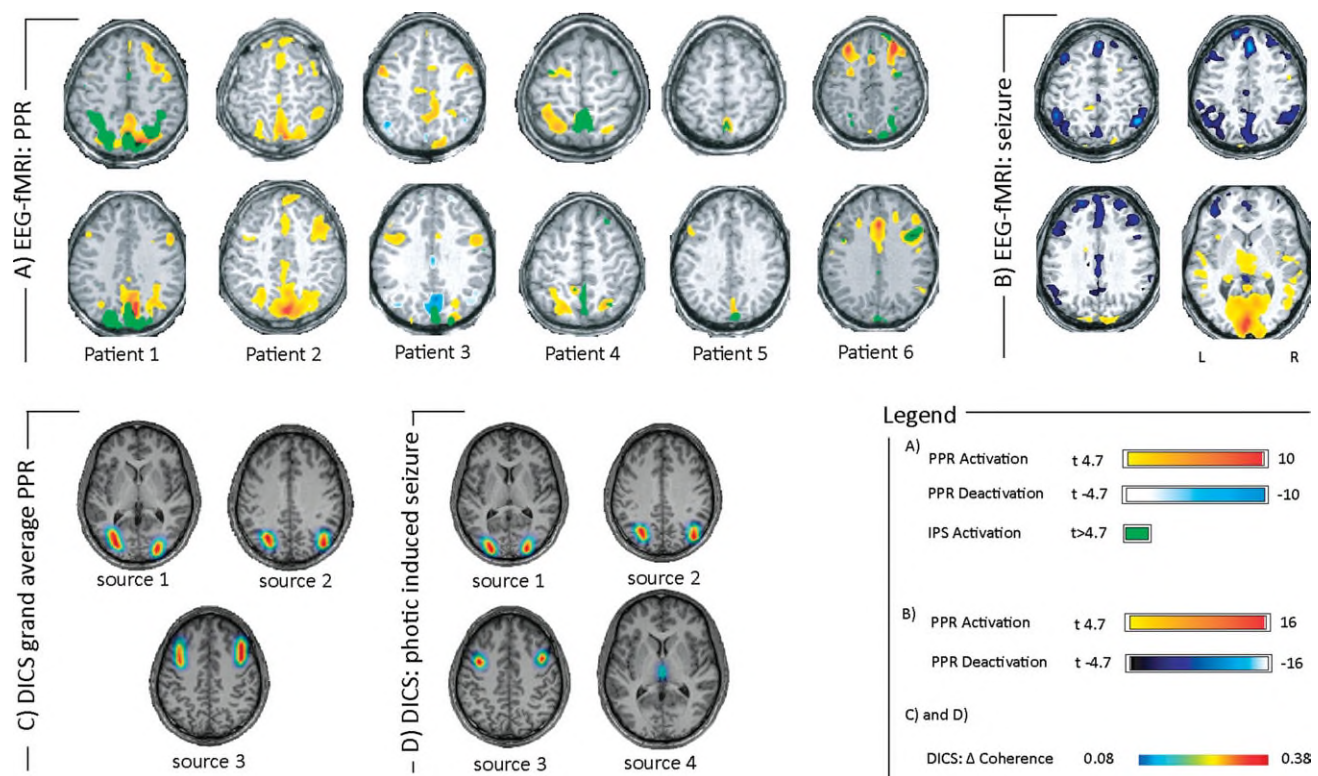 A) EEG-fMRI: PPR
Patient 1
Patient 2
Patient 3
Patient 4
Patient 5
Patient 6
B) EEG-fMRI: seizure
L
R
C) DICS grand average PPR
source 1
source 2
source 3
D) DICS: photic induced seizure
source 1
source 2
source 3
source 4
Legend
A)
PPR Activation t 4.7 10
PPR Deactivation t -4.7 -10
IPS Activation t>4.7
B)
PPR Activation t 4.7 16
PPR Deactivation t -4.7 -16
C) and D)
DICS: Δ Coherence 0.08 0.38